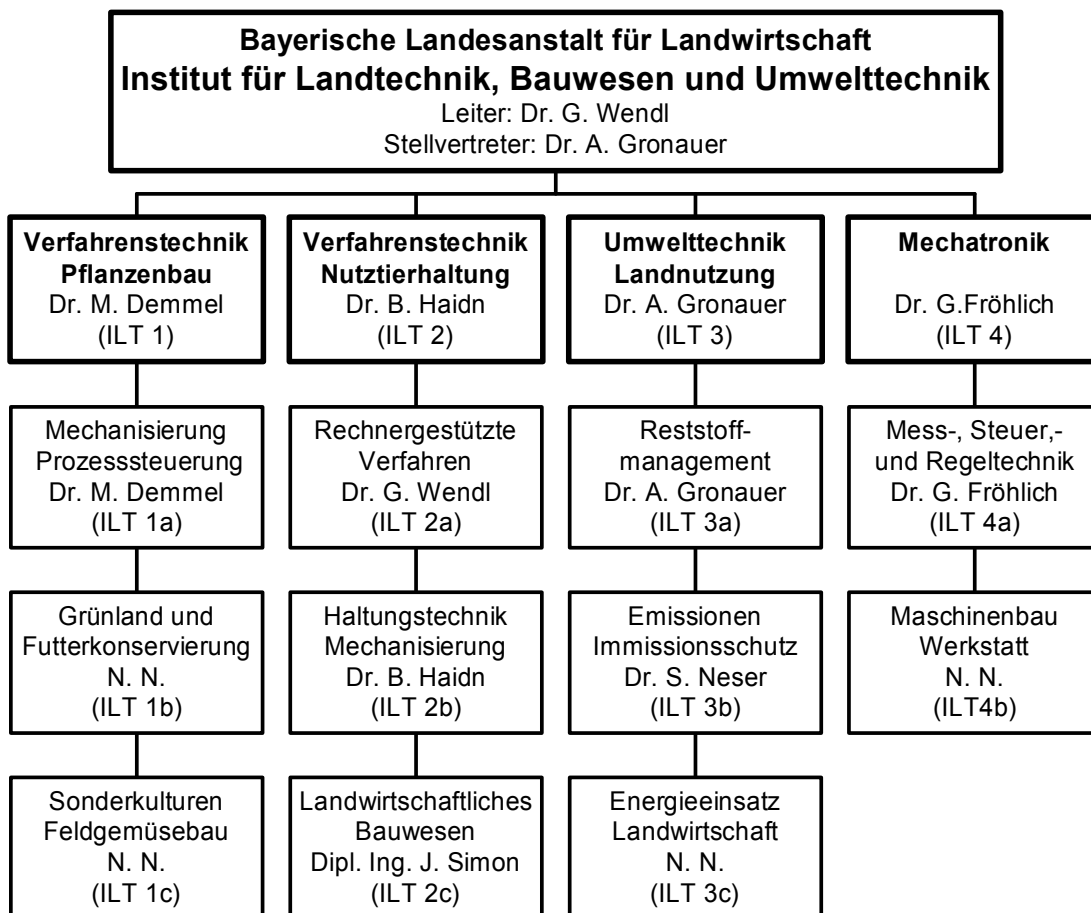 Bayerische Landesanstalt für Landwirtschaft
Institut für Landtechnik, Bauwesen und Umwelttechnik
Leiter: Dr. G. Wendl
Stellvertreter: Dr. A. Gronauer
Verfahrenstechnik
Pflanzenbau
Dr. M. Demmel
(ILT 1)
Verfahrenstechnik
Nutztierhaltung
Dr. B. Haidn
(ILT 2)
Umwelttechnik
Landnutzung
Dr. A. Gronauer
(ILT 3)
Mechatronik
Dr. G.Fröhlich
(ILT 4)
Mechanisierung
Prozesssteuerung
Dr. M. Demmel
(ILT 1a)
Rechnergestützte
Verfahren
Dr. G. Wendl
(ILT 2a)
Reststoff-
management
Dr. A. Gronauer
(ILT 3a)
Mess-, Steuer,-
und Regeltechnik
Dr. G. Fröhlich
(ILT 4a)
Grünland und
Futterkonservierung
N. N.
(ILT 1b)
Haltungstechnik
Mechanisierung
Dr. B. Haidn
(ILT 2b)
Emissionen
Immissionsschutz
Dr. S. Neser
(ILT 3b)
Maschinenbau
Werkstatt
N. N.
(ILT4b)
Sonderkulturen
Feldgemüsebau
N. N.
(ILT 1c)
Landwirtschaftliches
Bauwesen
Dipl. Ing. J. Simon
(ILT 2c)
Energieeinsatz
Landwirtschaft
N. N.
(ILT 3c)